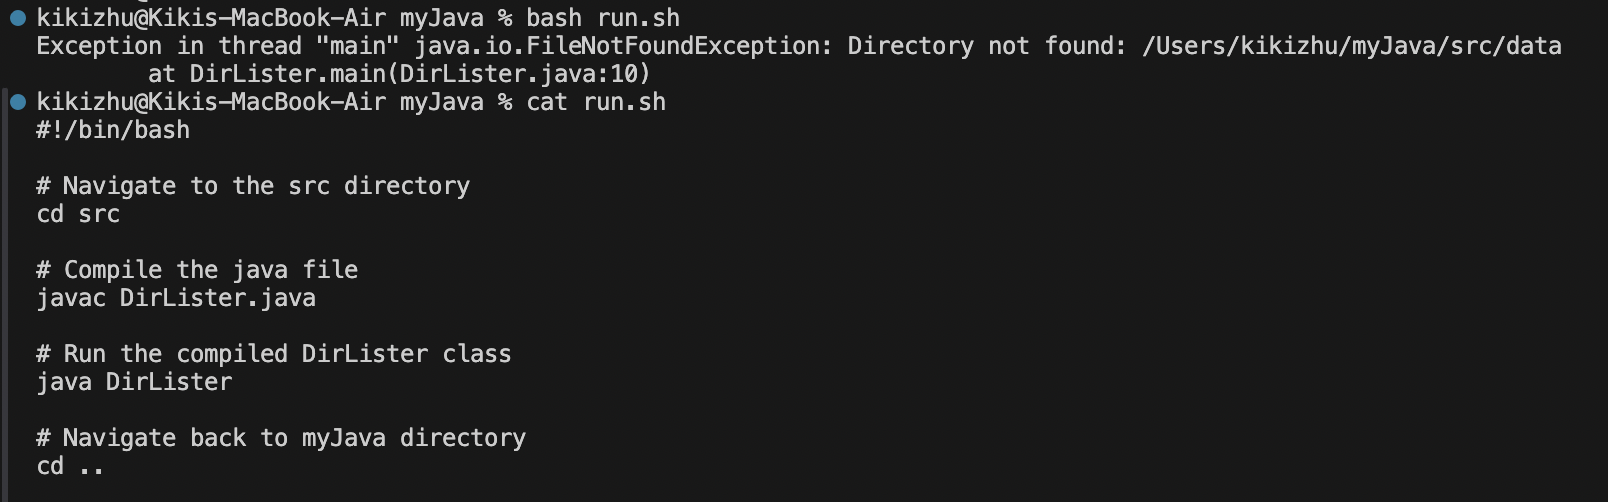 kikizhu@Kikis-MacBook-Air myJava % bash run.sh
Exception in thread "main" java.io.FileNotFoundException: Directory not found: /Users/kikizhu/myJava/src/data
        at DirLister.main(DirLister.java:10)
kikizhu@Kikis-MacBook-Air myJava % cat run.sh
#!/bin/bash

# Navigate to the src directory
cd src

# Compile the java file
javac DirLister.java

# Run the compiled DirLister class
java DirLister

# Navigate back to myJava directory
cd ..